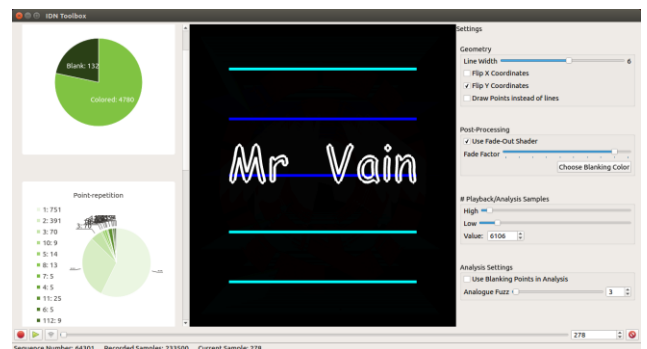 IDN Toolbox
Blank: 132
Colored: 4780
Point-repetition
1: 751
2: 391
3: 70
10: 9
5: 14
8: 13
7: 5
4: 5
11: 25
6: 5
112: 9
Mr Vain
Settings
Geometry
Line Width 6
Flip X Coordinates
Flip Y Coordinates
Draw Points instead of lines
Post-Processing
Use Fade-Out Shader
Fade Factor
Choose Blanking Color
# Playback/Analysis Samples
High
Low
Value: 6106
Analysis Settings
Use Blanking Points in Analysis
Analogue Fuzz 3
278
Sequence Number: 64301 Recorded Samples: 233500 Current Sample: 278